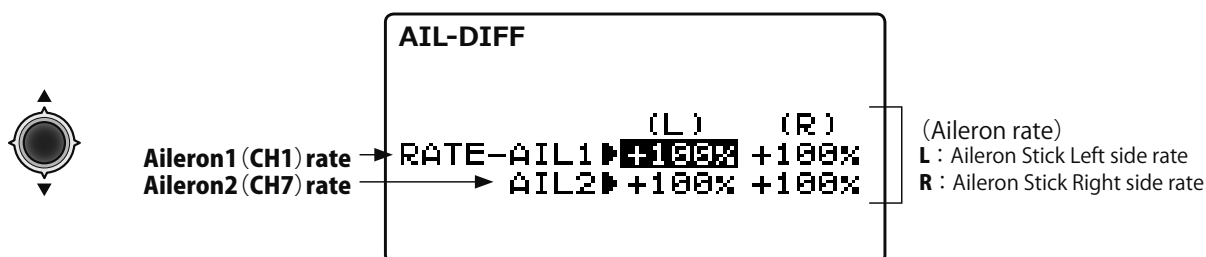 AIL-DIFF
(L) (R)
Aileron1（CH1）rate RATE-AIL1 +100% +100%
Aileron2（CH7）rate AIL2 +100% +100%
（Aileron rate）
L：Aileron Stick Left side rate
R：Aileron Stick Right side rate